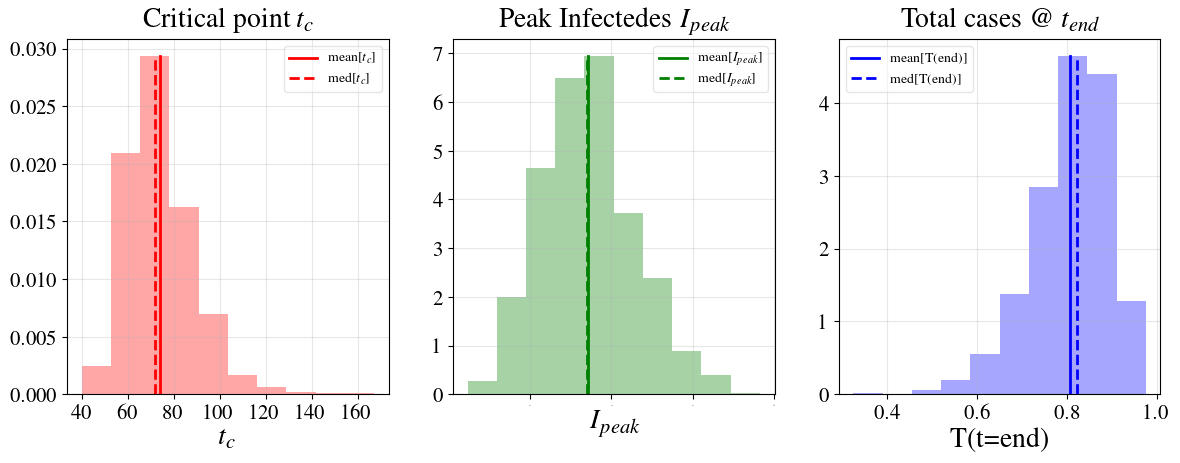 Critical point t_c
mean[t_c]
med[t_c]
0.030
0.025
0.020
0.015
0.010
0.005
0.000
40 60 80 100 120 140 160
t_c
Peak Infectedes I_peak
mean[I_peak]
med[I_peak]
7
6
5
4
3
2
1
0
I_peak
Total cases @ t_end
mean[T(end)]
med[T(end)]
4
3
2
1
0
0.4 0.6 0.8 1.0
T(t=end)